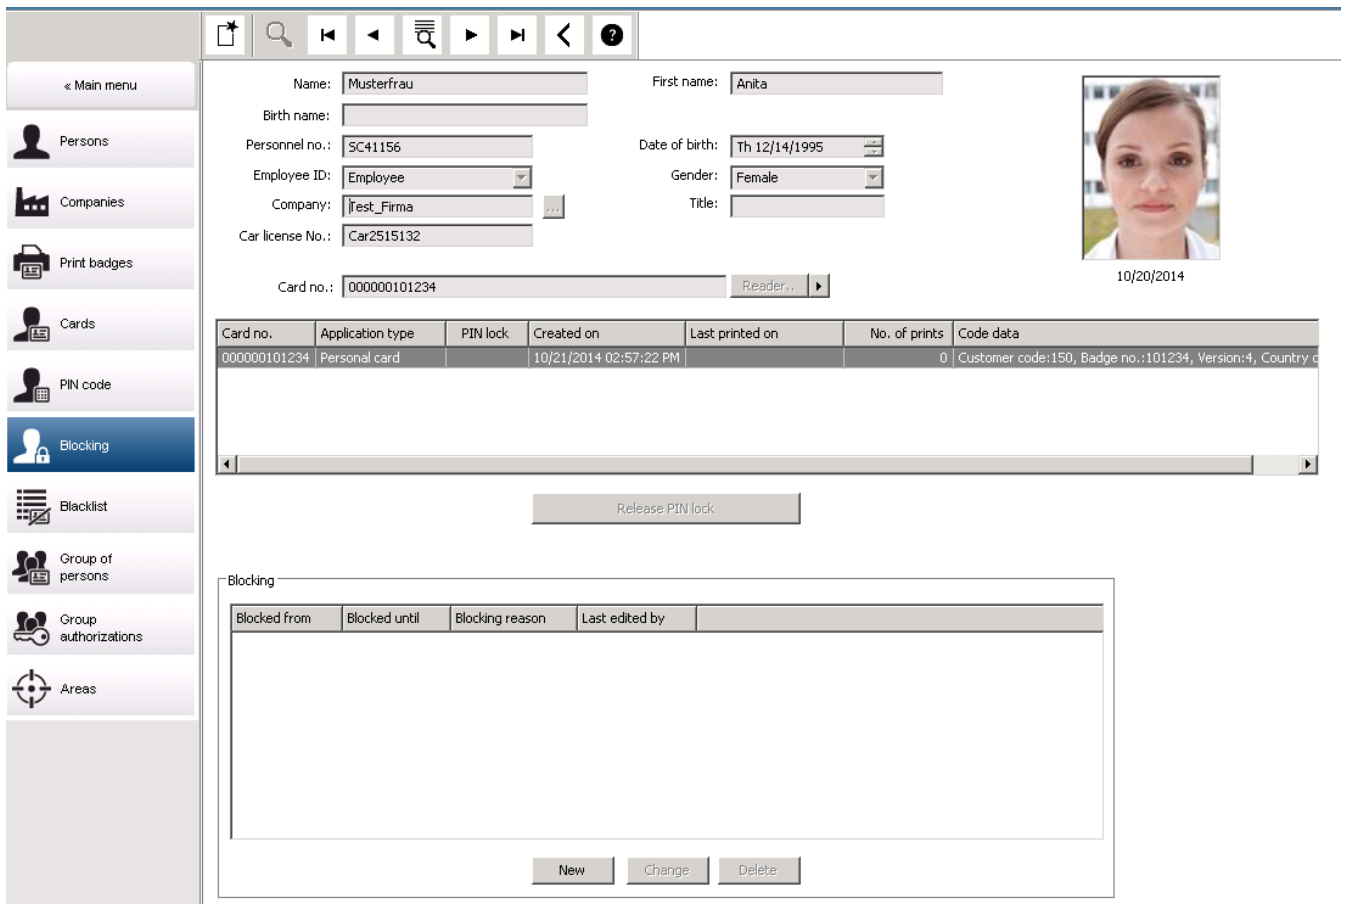 « Main menu
Persons
Companies
Print badges
Cards
PIN code
Blocking
Blacklist
Group of
persons
Group
authorizations
Areas
Name: Musterfrau First name: Anita
Birth name:
Personnel no.: SC41156 Date of birth: Th 12/14/1995
Employee ID: Employee Gender: Female
Company: Test_Firma ... Title:
Car license No.: Car2515132
10/20/2014
Card no.: 000000101234 Reader..
Card no. Application type PIN lock Created on Last printed on No. of prints Code data
000000101234 Personal card 10/21/2014 02:57:22 PM 0 Customer code:150, Badge no.:101234, Version:4, Country c
Release PIN lock
Blocking
Blocked from Blocked until Blocking reason Last edited by
New Change Delete